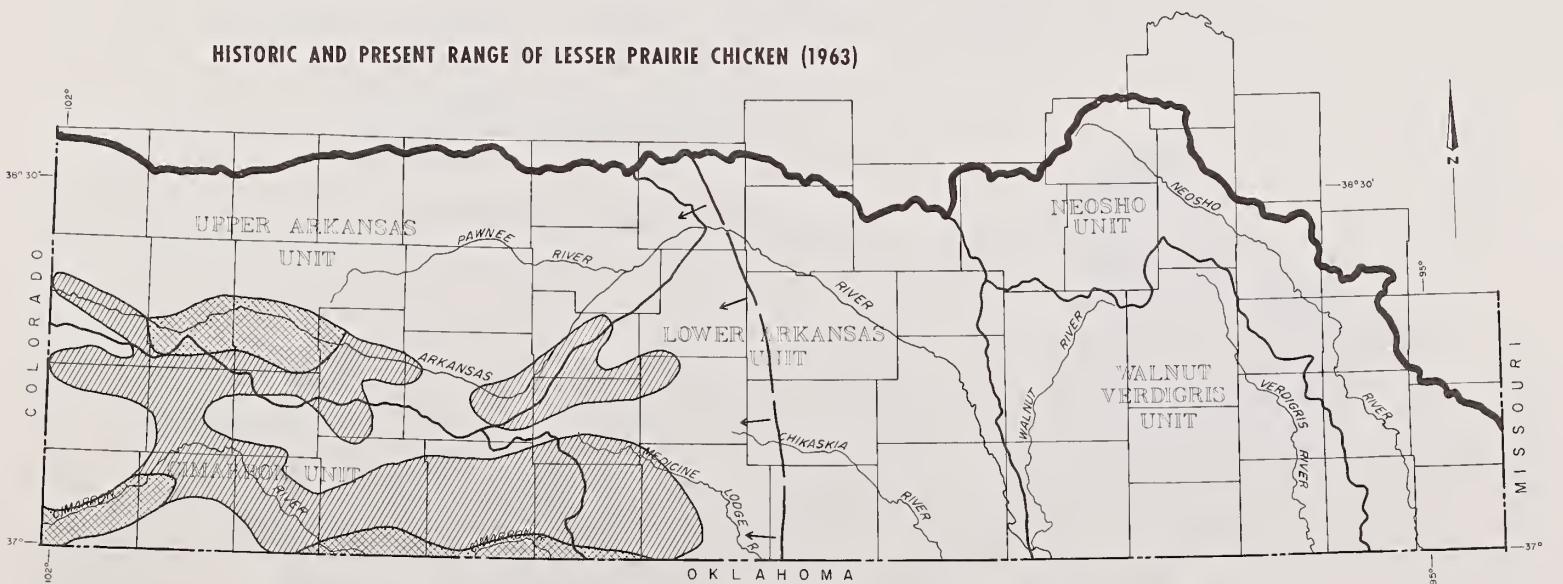 HISTORIC AND PRESENT RANGE OF LESSER PRAIRIE CHICKEN (1963)
102°
36° 30'
38°30'
N
UPPER ARKANSAS
UNIT
PAWNEE
RIVER
NEOSHO
UNIT
NEOSHO
RIVER
COLORADO
95°
ARKANSAS
RIVER
LOWER ARKANSAS
UNIT
WALNUT
RIVER
WALNUT
VERDIGRIS
UNIT
VERDIGRIS
RIVER
MISSOURI
CIMARRON UNIT
CIMARRON
RIVER
CIMARRON
MEDICINE
LODGE R.
CHIKASKIA
RIVER
37°
37°
102°
OKLAHOMA
95°